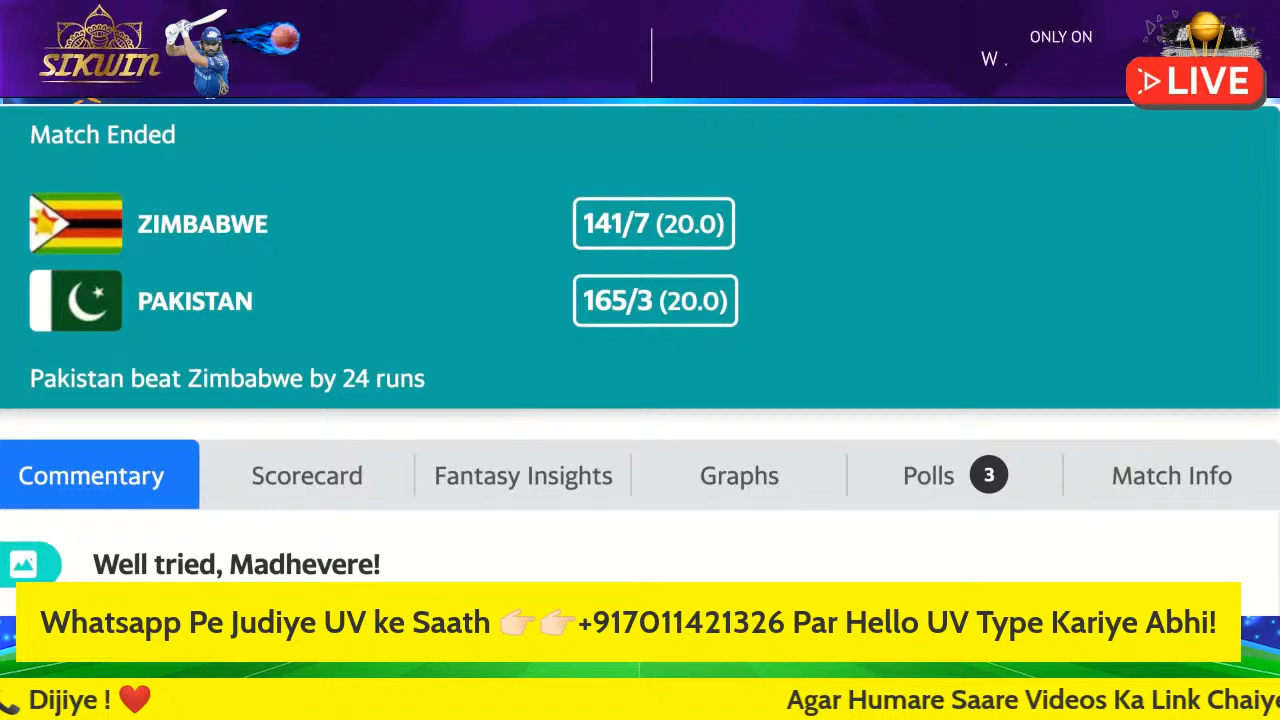 SIKWIN
ONLY ON
W .
LIVE
Match Ended
ZIMBABWE 141/7 (20.0)
PAKISTAN 165/3 (20.0)
Pakistan beat Zimbabwe by 24 runs
Commentary Scorecard Fantasy Insights Graphs Polls 3 Match Info
Well tried, Madhevere!
Whatsapp Pe Judiye UV ke Saath 👉🏻👉🏻+917011421326 Par Hello UV Type Kariye Abhi!
📞 Dijiye ! ❤️ Agar Humare Saare Videos Ka Link Chaiye